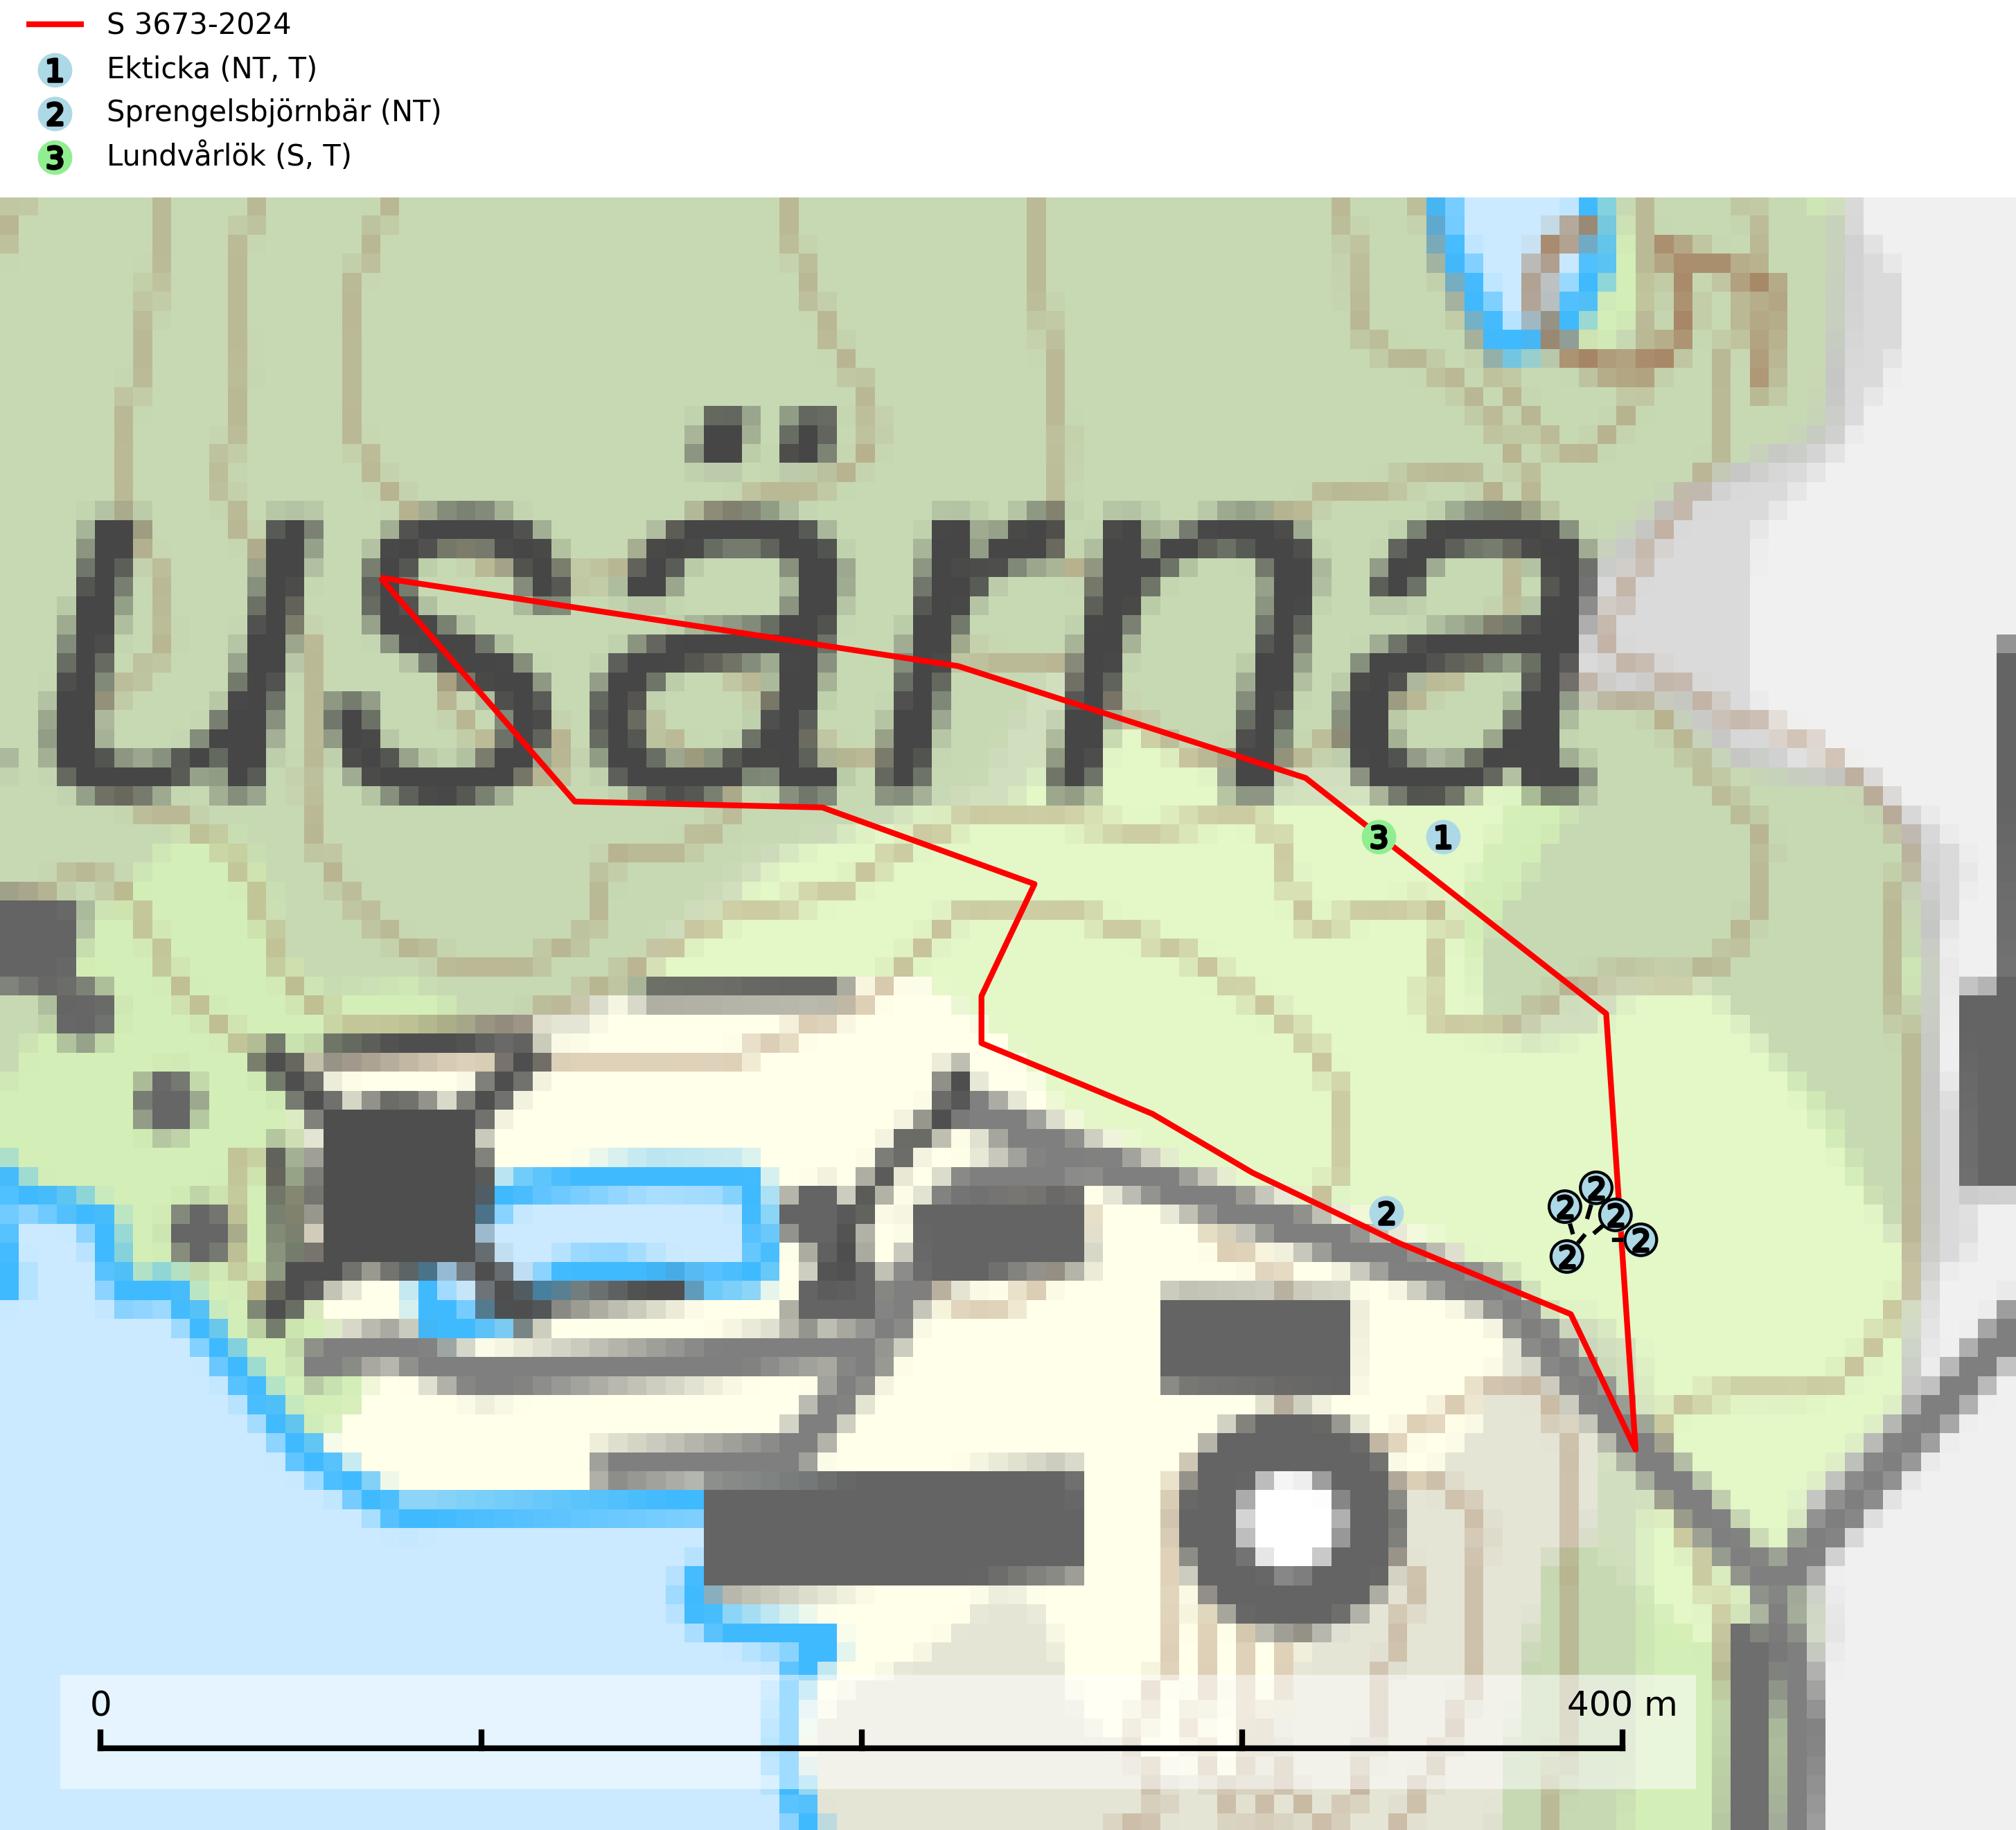 S 3673-2024
1 Ekticka (NT, T)
2 Sprengelsbjörnbär (NT)
3 Lundvårlök (S, T)
usärna
3 1
2 2 2 2 2 2
0 400 m